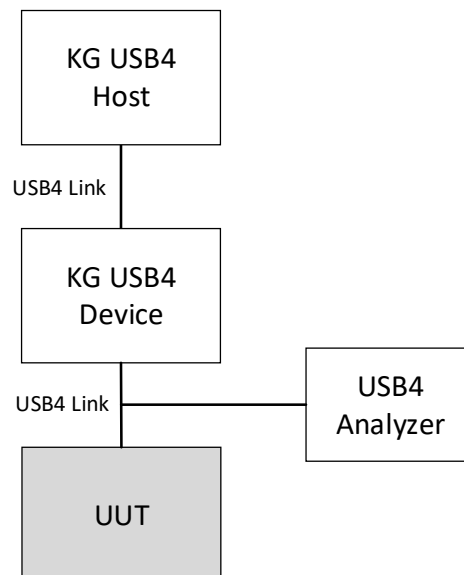 KG USB4
Host
USB4 Link
KG USB4
Device
USB4 Link
USB4
Analyzer
UUT